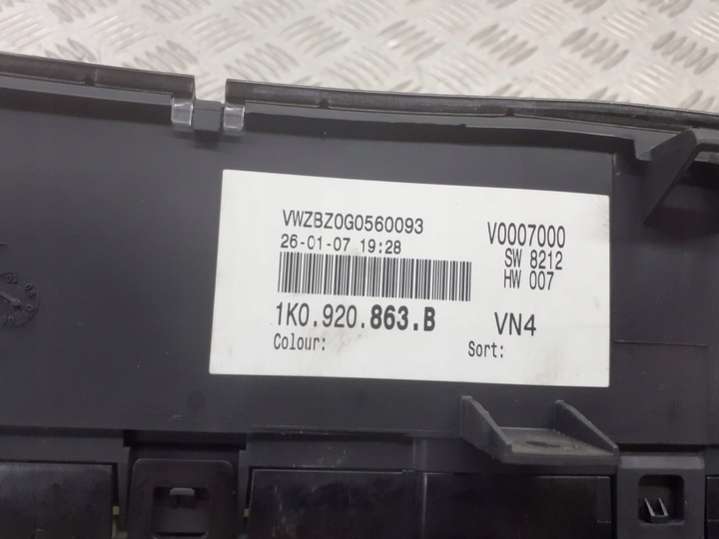 VWZBZ0G0560093
26-01-07 19:28
V0007000
SW 8212
HW 007
1K0.920.863.B
VN4
Colour:
Sort: